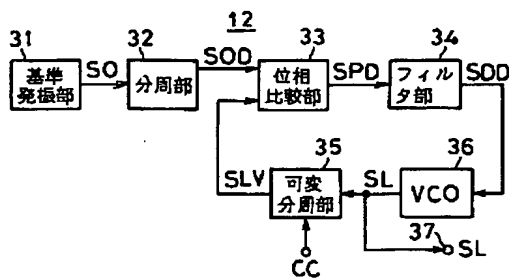 12
31
32
33
34
基準
発振部
SO
分周部
SOD
位相
比較部
SPD
フィル
タ部
SDD
35
36
SLV
可変
分周部
SL
VCO
37
SL
CC